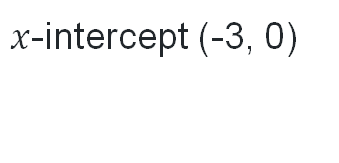 x-intercept (-3, 0)